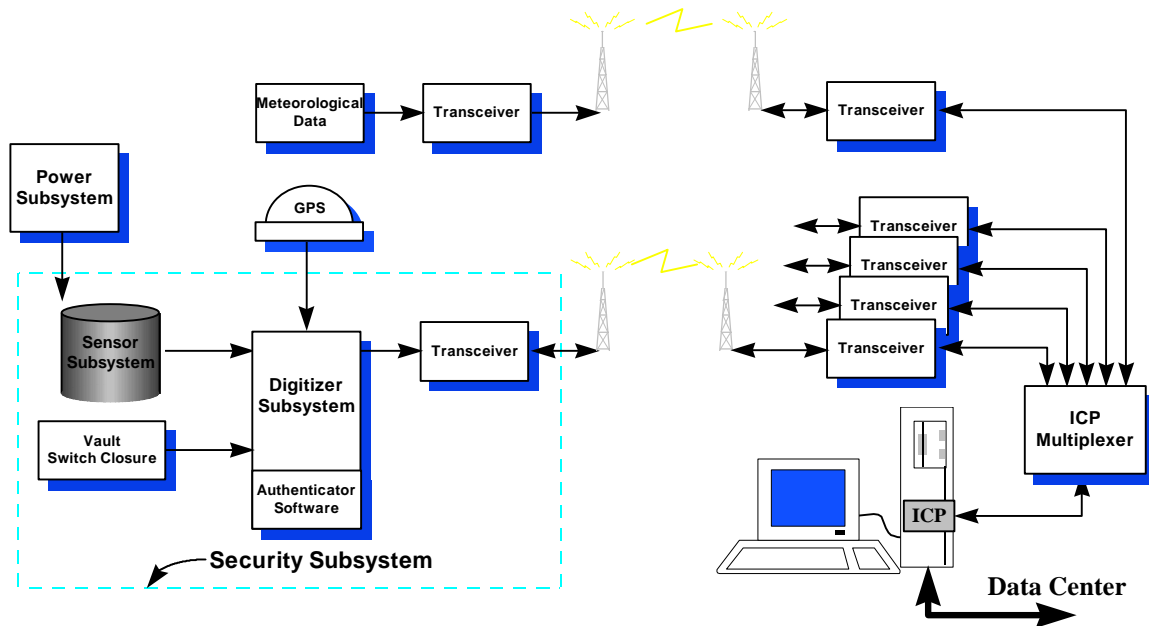 Meteorological
Data
Transceiver
Transceiver
Power
Subsystem
GPS
Transceiver
Transceiver
Transceiver
Transceiver
Sensor
Subsystem
Digitizer
Subsystem
Transceiver
Vault
Switch Closure
Authenticator
Software
ICP
Multiplexer
ICP
Security Subsystem
Data Center